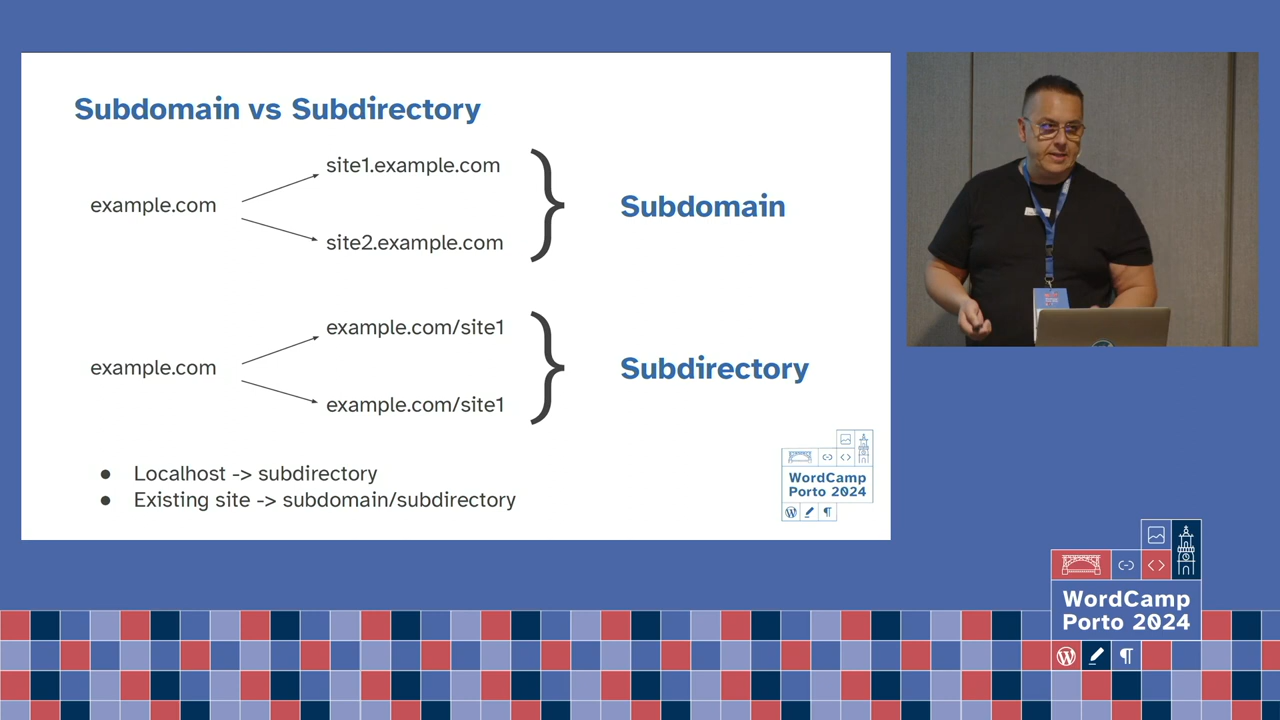 Subdomain vs Subdirectory
site1.example.com
example.com
Subdomain
site2.example.com
example.com/site1
example.com
Subdirectory
example.com/site1
● Localhost -> subdirectory
● Existing site -> subdomain/subdirectory
WordCamp
Porto 2024
WordCamp
Porto 2024